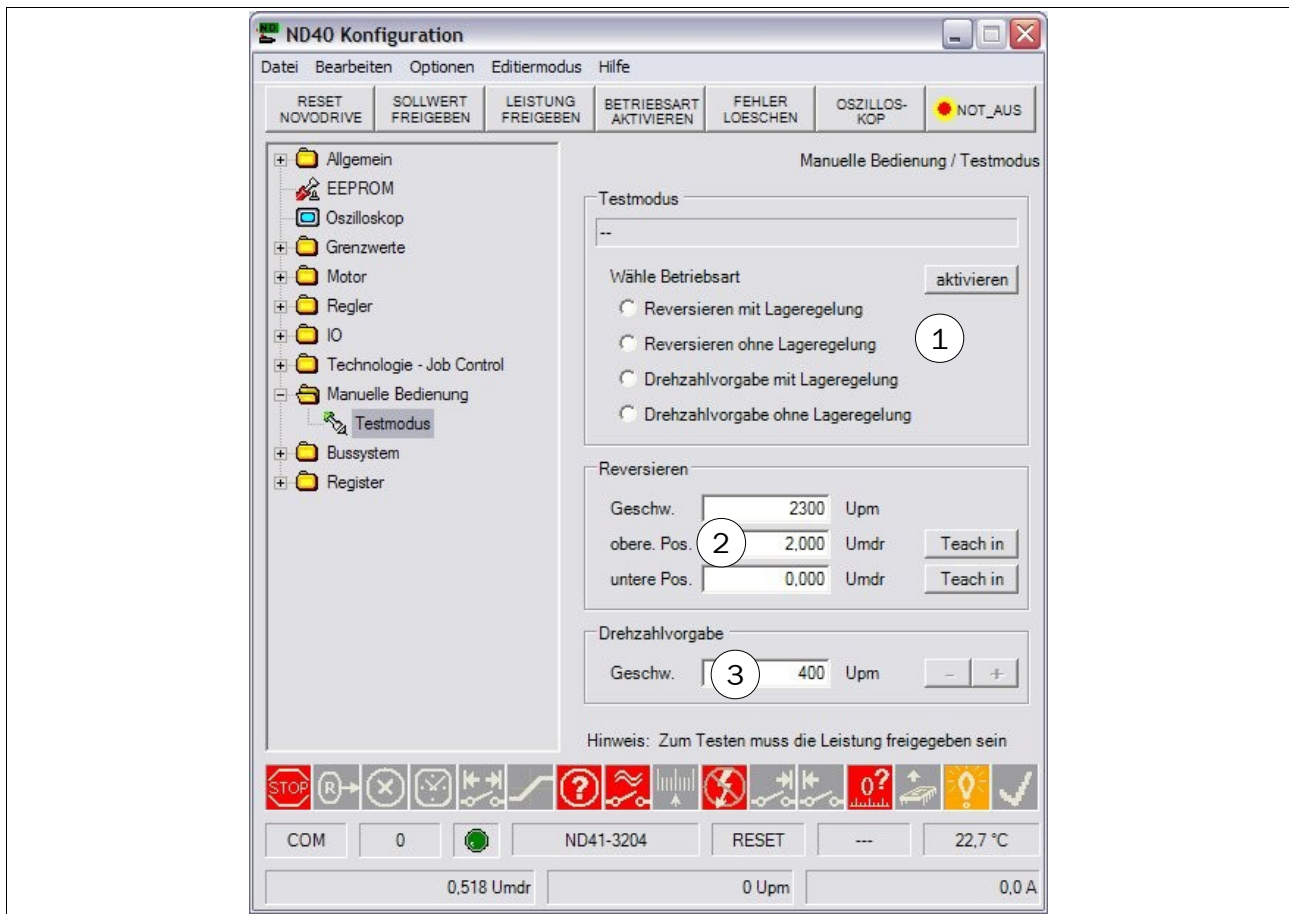 ND40 Konfiguration
Datei Bearbeiten Optionen Editiermodus Hilfe
RESET NOVODRIVE
SOLLWERT FREIGEBEN
LEISTUNG FREIGEBEN
BETRIEBSART AKTIVIEREN
FEHLER LOESCHEN
OSZILLOS-KOP
NOT_AUS
Allgemein
EEPROM
Oszilloskop
Grenzwerte
Motor
Regler
IO
Technologie - Job Control
Manuelle Bedienung
Testmodus
Bussystem
Register
Manuelle Bedienung / Testmodus
Testmodus
--
Wähle Betriebsart
aktivieren
Reversieren mit Lageregelung
Reversieren ohne Lageregelung
Drehzahlvorgabe mit Lageregelung
Drehzahlvorgabe ohne Lageregelung
1
Reversieren
Geschw. 2300 Upm
obere. Pos. 2 2,000 Umdr Teach in
untere Pos. 0,000 Umdr Teach in
Drehzahlvorgabe
Geschw. 3 400 Upm - +
Hinweis: Zum Testen muss die Leistung freigegeben sein
STOP R ? 0?
COM 0 ND41-3204 RESET --- 22,7 °C
0,518 Umdr 0 Upm 0,0 A